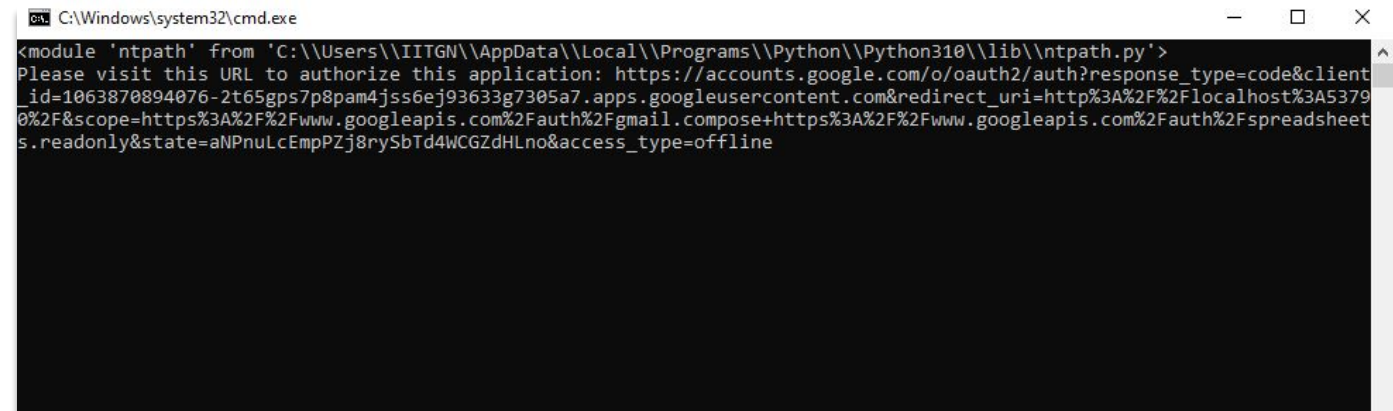 C:\Windows\system32\cmd.exe
<module 'ntpath' from 'C:\\Users\\IITGN\\AppData\\Local\\Programs\\Python\\Python310\\lib\\ntpath.py'>
Please visit this URL to authorize this application: https://accounts.google.com/o/oauth2/auth?response_type=code&client
_id=1063870894076-2t65gps7p8pam4jss6ej93633g7305a7.apps.googleusercontent.com&redirect_uri=http%3A%2F%2Flocalhost%3A5379
0%2F&scope=https%3A%2F%2Fwww.googleapis.com%2Fauth%2Fgmail.compose+https%3A%2F%2Fwww.googleapis.com%2Fauth%2Fspreadsheet
s.readonly&state=aNPnuLcEmpPZj8rySbTd4WCGZdHLno&access_type=offline